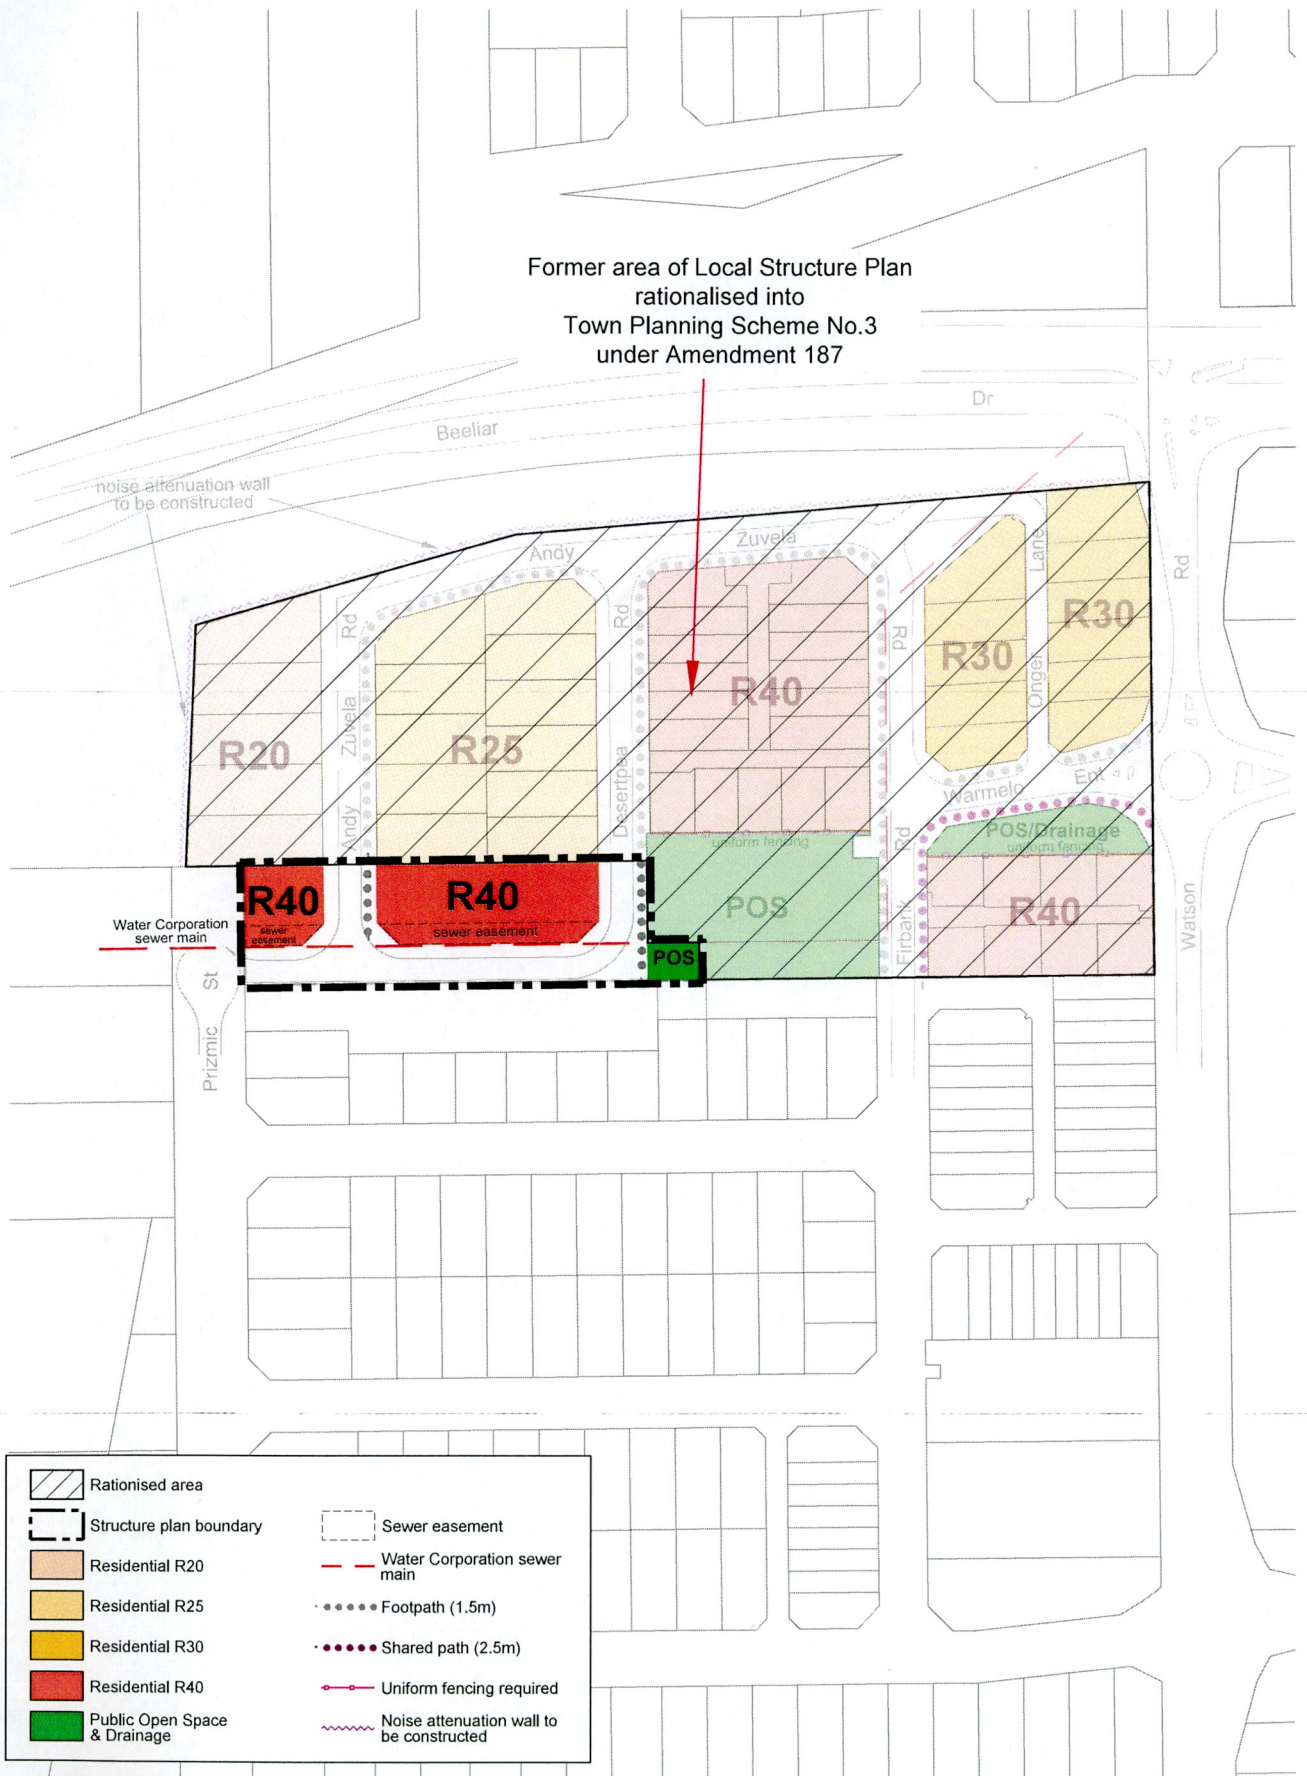 Former area of Local Structure Plan
rationalised into
Town Planning Scheme No.3
under Amendment 187
Dr
Beeliar
noise attenuation wall
to be constructed
Andy
Zuvela
Lane
Rd
Rd
Rd
Rd
R30
R30
Onger
R40
Zuvela
R20
R25
Desertpea
Ent
Warmelo
Andy
uniform fencing
Rd
POS/Drainage
uniform fencing
R40
R40
POS
R40
Watson
Firbank
Water Corporation
sewer main
sewer
easement
sewer easement
POS
St
Prizmic
Rationised area
Structure plan boundary
Residential R20
Residential R25
Residential R30
Residential R40
Public Open Space
& Drainage
Sewer easement
Water Corporation sewer
main
Footpath (1.5m)
Shared path (2.5m)
Uniform fencing required
Noise attenuation wall to
be constructed